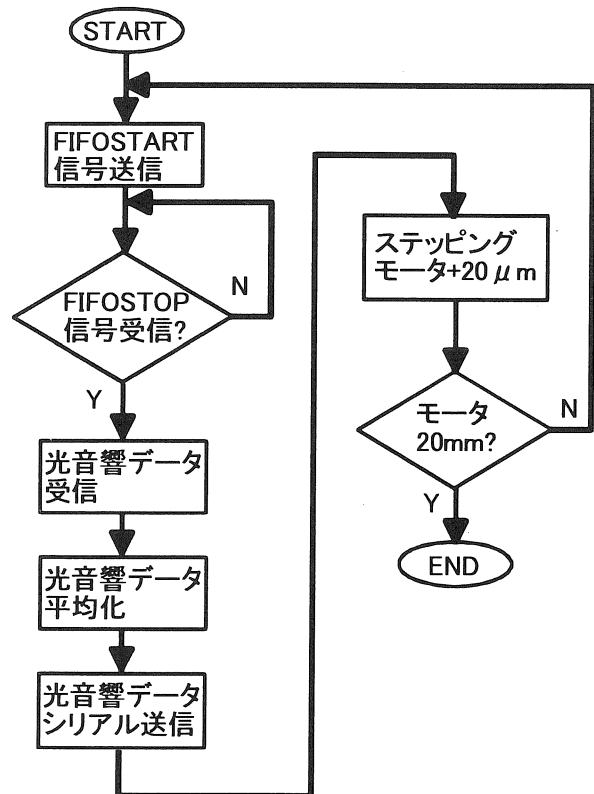 START
FIFOSTART
信号送信
FIFOSTOP
信号受信?
N
Y
光音響データ
受信
光音響データ
平均化
光音響データ
シリアル送信
ステッピング
モータ+20μm
モータ
20mm?
N
Y
END